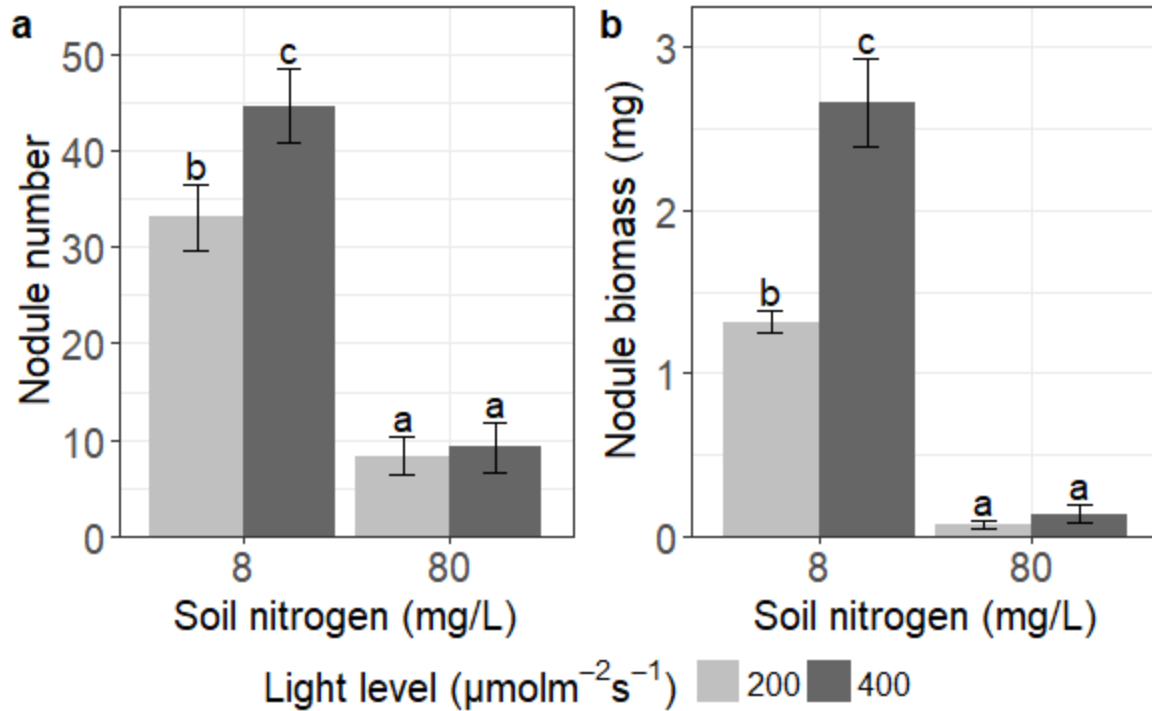 a
Nodule number
50
40
30
20
10
0
b
c
a
a
8
80
Soil nitrogen (mg/L)
b
Nodule biomass (mg)
3
2
1
0
b
c
a
a
8
80
Soil nitrogen (mg/L)
Light level (μmolm⁻²s⁻¹) 200 400